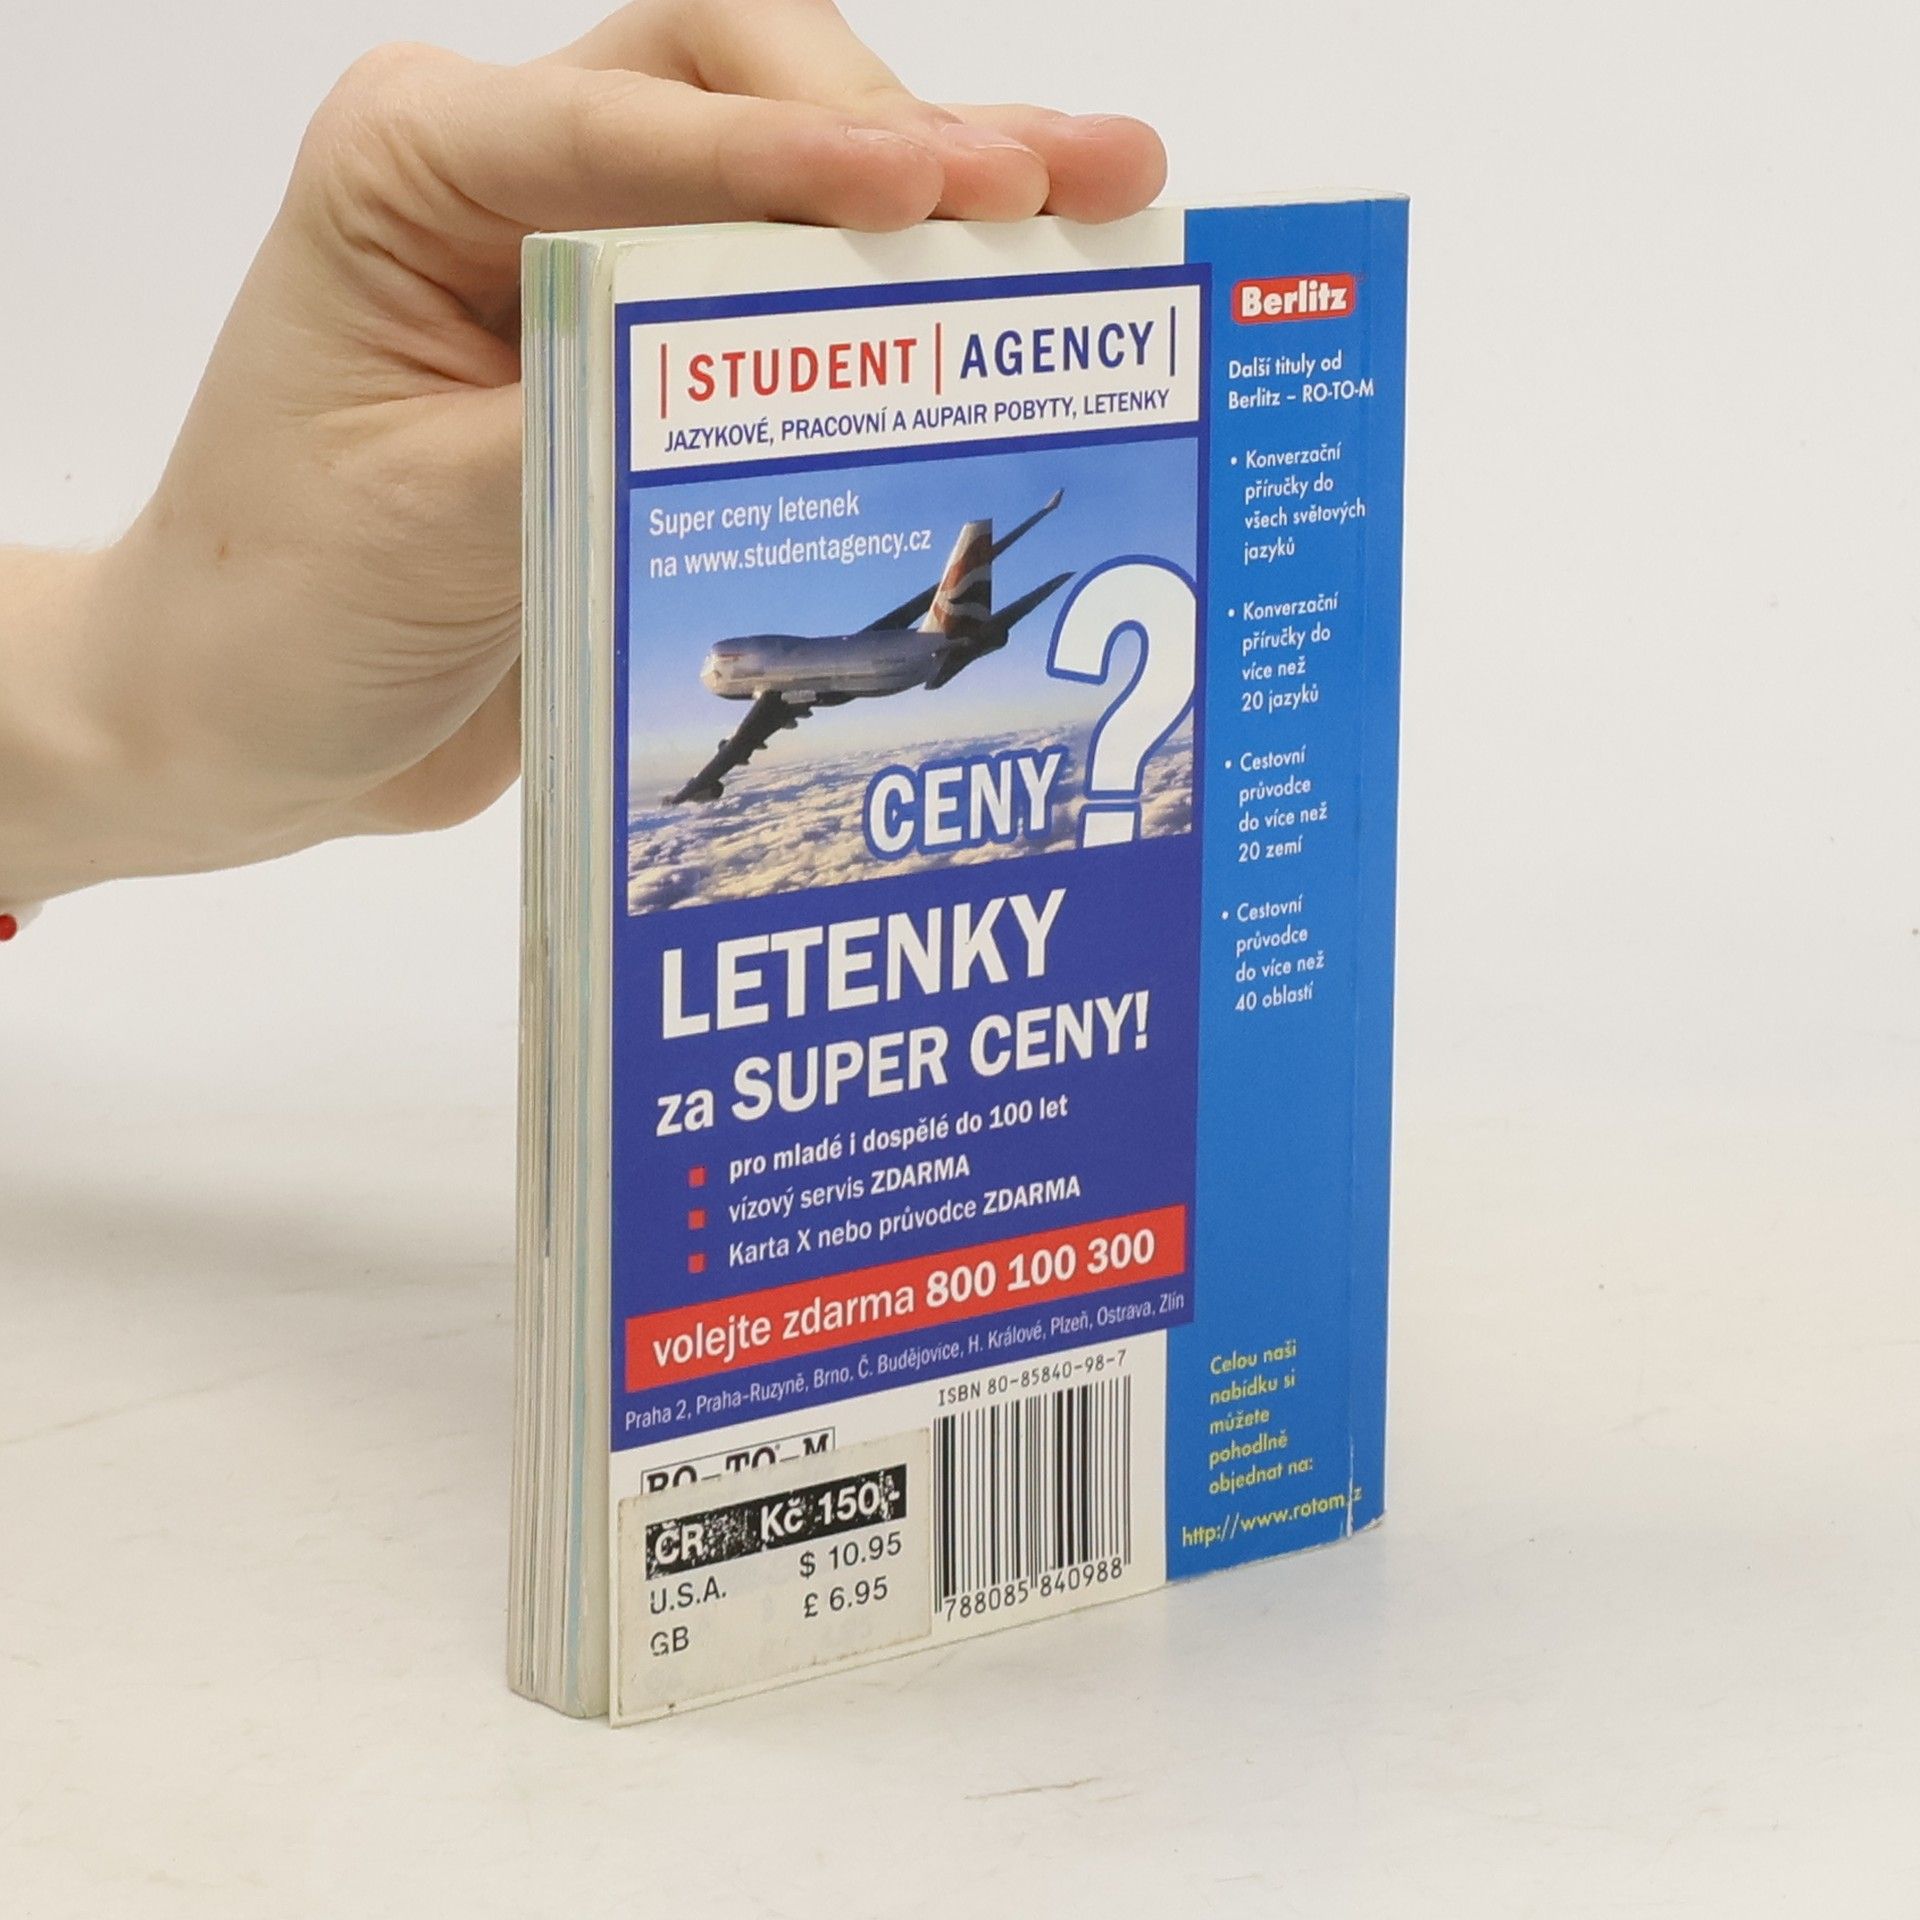 | STUDENT | AGENCY |
JAZYKOVÉ, PRACOVNÍ A AUPAIR POBYTY, LETENKY
Super ceny letenek
na www.studentagency.cz
CENY ?
LETENKY
za SUPER CENY!
pro mladé i dospělé do 100 let
vízový servis ZDARMA
Karta X nebo průvodce ZDARMA
volejte zdarma 800 100 300
Praha 2, Praha-Ruzyně, Brno, Č. Budějovice, H. Králové, Plzeň, Ostrava, Zlín
RO-TO-M
ČR Kč 150,-
U.S.A. $ 10.95
GB £ 6.95
ISBN 80-85840-98-7
788085 840988
Berlitz
Další tituly od
Berlitz – RO-TO-M
• Konverzační
příručky do
všech světových
jazyků
• Konverzační
příručky do
více než
20 jazyků
• Cestovní
průvodce
do více než
20 zemí
• Cestovní
průvodce
do více než
40 oblastí
Celou naši
nabídku si
můžete
pohodlně
objednat na:
http://www.rotom.cz